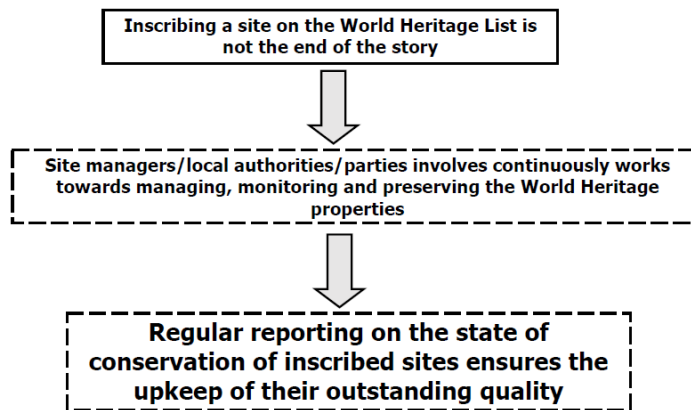 Inscribing a site on the World Heritage List is
not the end of the story
Site managers/local authorities/parties involves continuously works
towards managing, monitoring and preserving the World Heritage
properties
Regular reporting on the state of
conservation of inscribed sites ensures the
upkeep of their outstanding quality